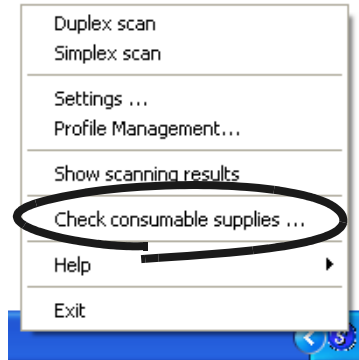 Duplex scan
Simplex scan
Settings ...
Profile Management...
Show scanning results
Check consumable supplies ...
Help
Exit
S